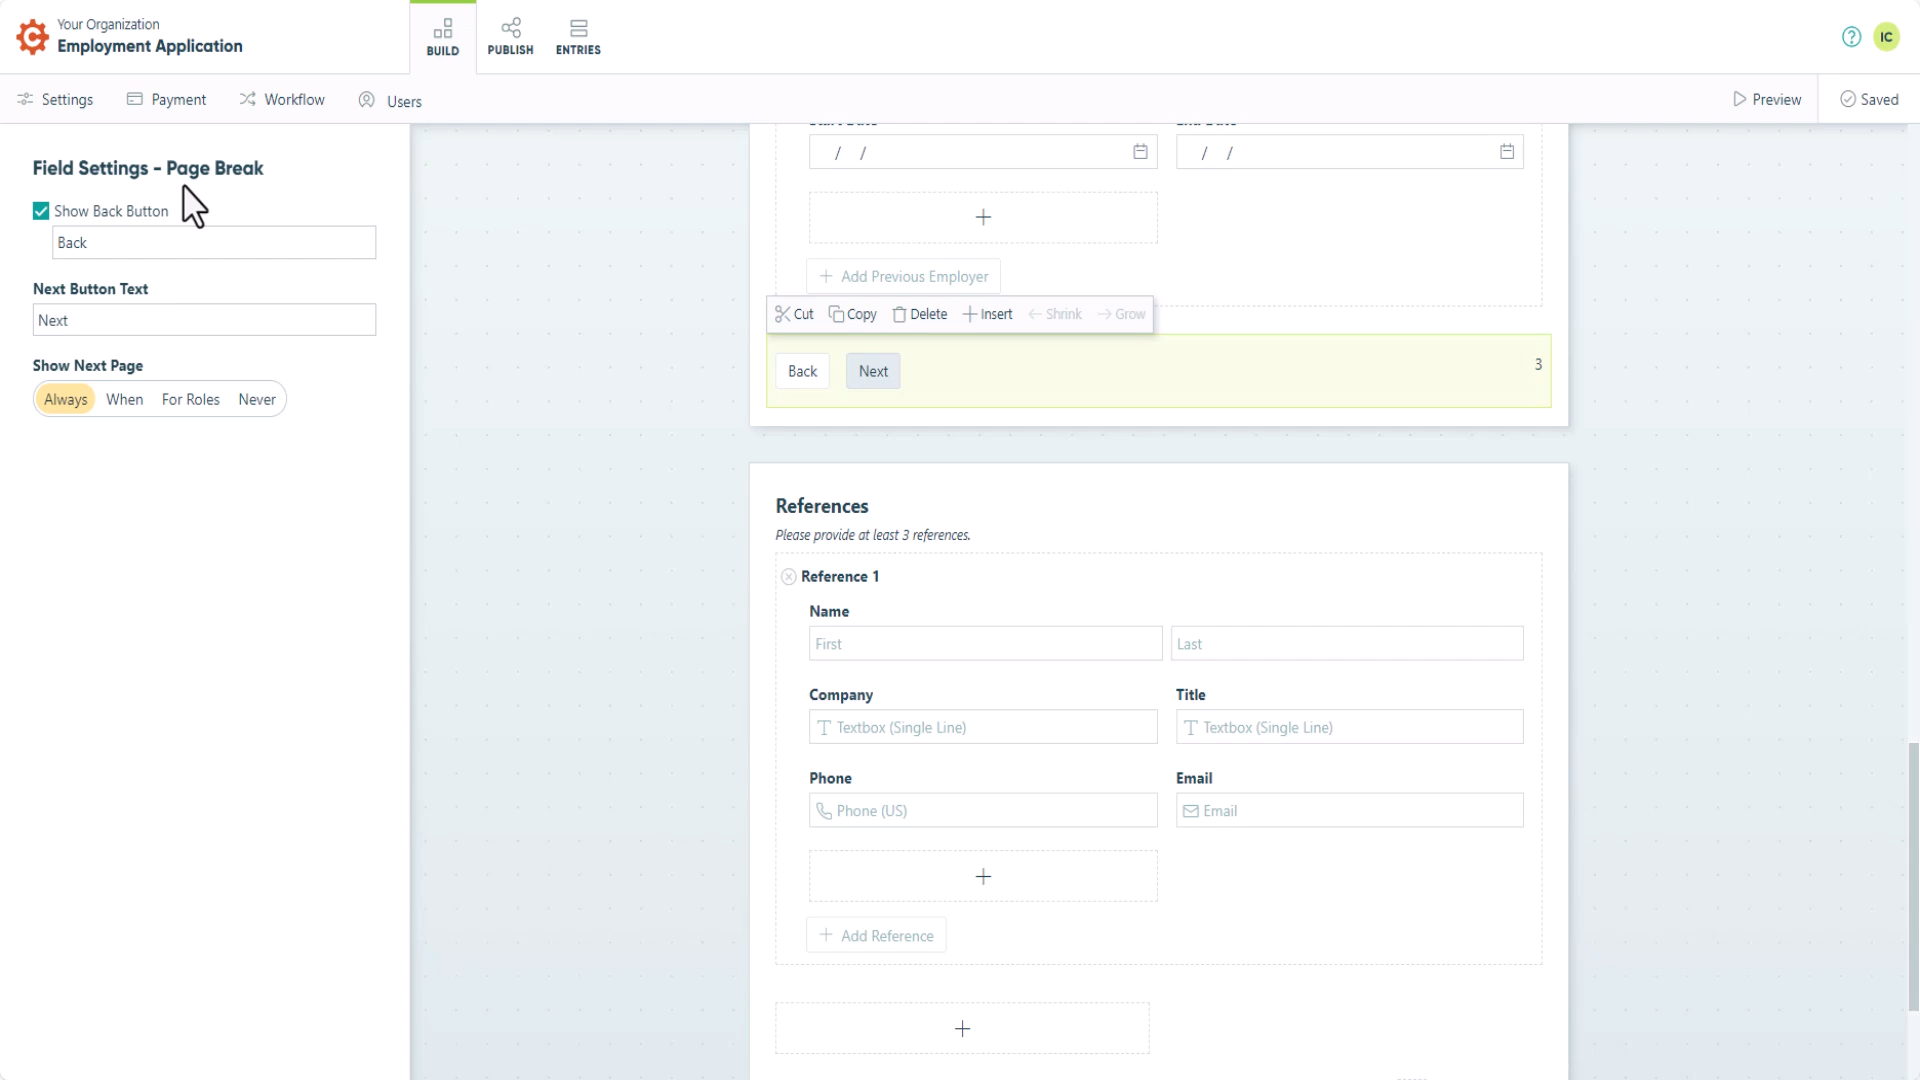 Your Organization
Employment Application
BUILD
PUBLISH
ENTRIES
IC
Settings
Payment
Workflow
Users
Preview
Saved
Field Settings - Page Break
Show Back Button
Back
Next Button Text
Next
Show Next Page
Always When For Roles Never
/ /
/ /
Add Previous Employer
Cut Copy Delete Insert Shrink Grow
Back Next
3
References
Please provide at least 3 references.
Reference 1
Name
First
Last
Company
Title
Textbox (Single Line)
Textbox (Single Line)
Phone
Email
Phone (US)
Email
Add Reference